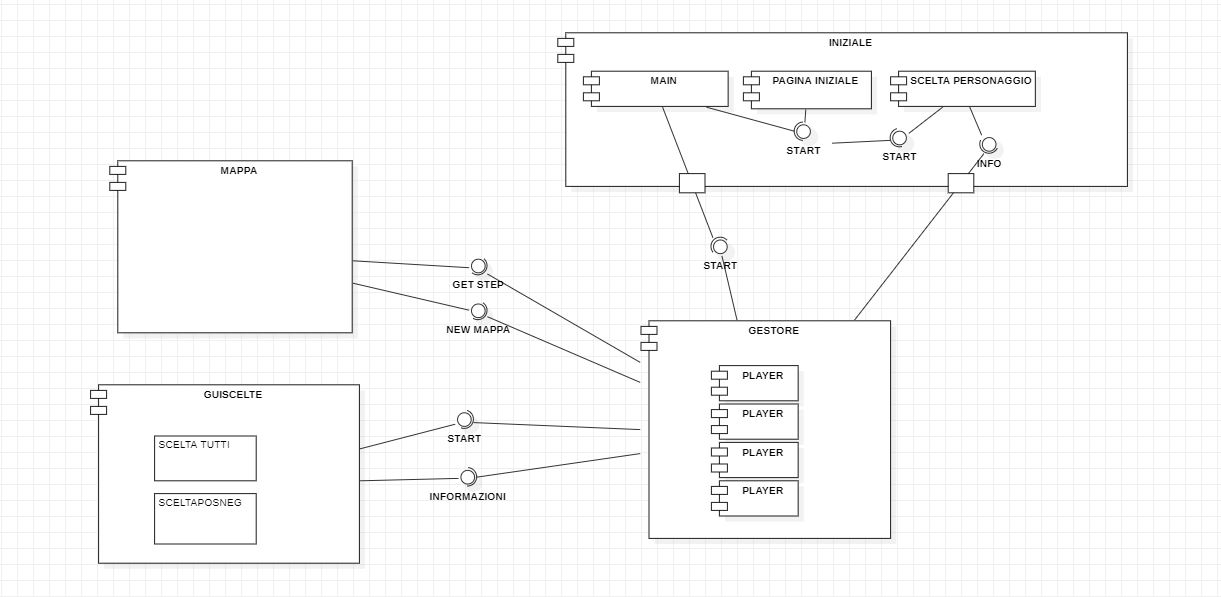 INIZIALE
MAIN
PAGINA INIZIALE
SCELTA PERSONAGGIO
START
START
INFO
MAPPA
START
GET STEP
NEW MAPPA
GESTORE
PLAYER
PLAYER
PLAYER
PLAYER
GUISCELTE
SCELTA TUTTI
SCELTAPOSNEG
START
INFORMAZIONI